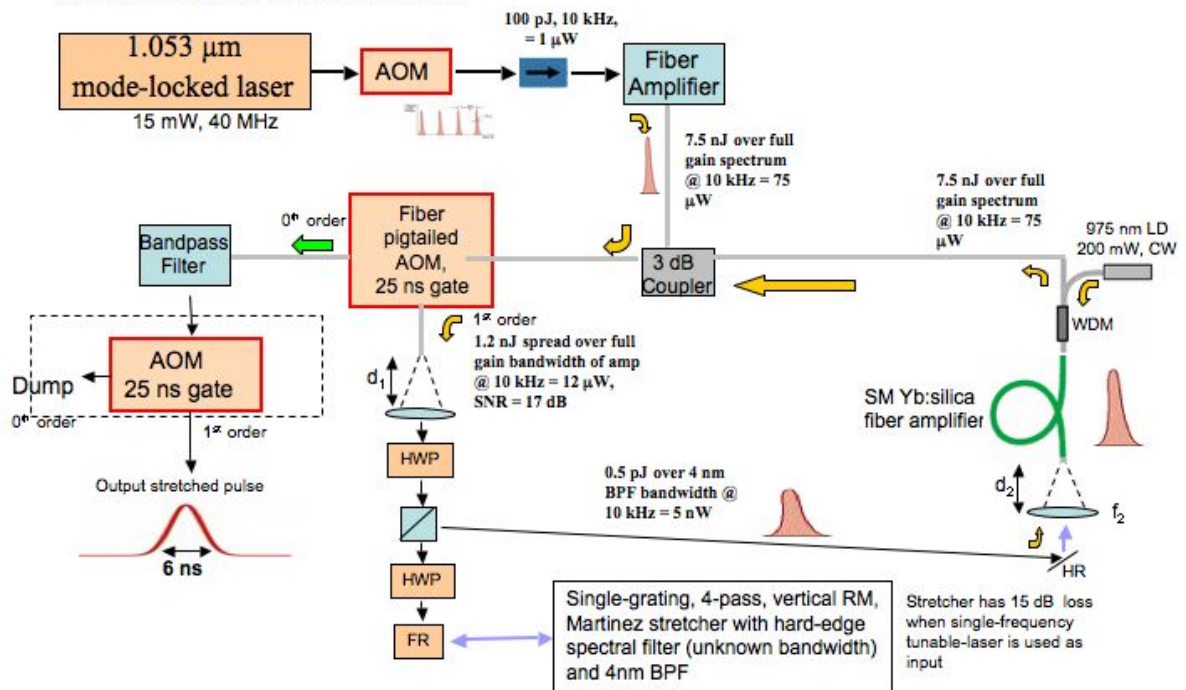 100 pJ, 10 kHz,
= 1 µW
1.053 µm
mode-locked laser
15 mW, 40 MHz
AOM
Fiber
Amplifier
7.5 nJ over full
gain spectrum
@ 10 kHz = 75
µW
7.5 nJ over full
gain spectrum
@ 10 kHz = 75
µW
975 nm LD
200 mW, CW
WDM
0th order
Bandpass
Filter
Fiber
pigtailed
AOM,
25 ns gate
3 dB
Coupler
1st order
1.2 nJ spread over full
gain bandwidth of amp
@ 10 kHz = 12 µW,
SNR = 17 dB
d1
AOM
25 ns gate
Dump
0th order
1st order
Output stretched pulse
6 ns
HWP
HWP
FR
0.5 pJ over 4 nm
BPF bandwidth @
10 kHz = 5 nW
SM Yb:silica
fiber amplifier
d2
f2
HR
Single-grating, 4-pass, vertical RM,
Martinez stretcher with hard-edge
spectral filter (unknown bandwidth)
and 4nm BPF
Stretcher has 15 dB loss
when single-frequency
tunable-laser is used as
input